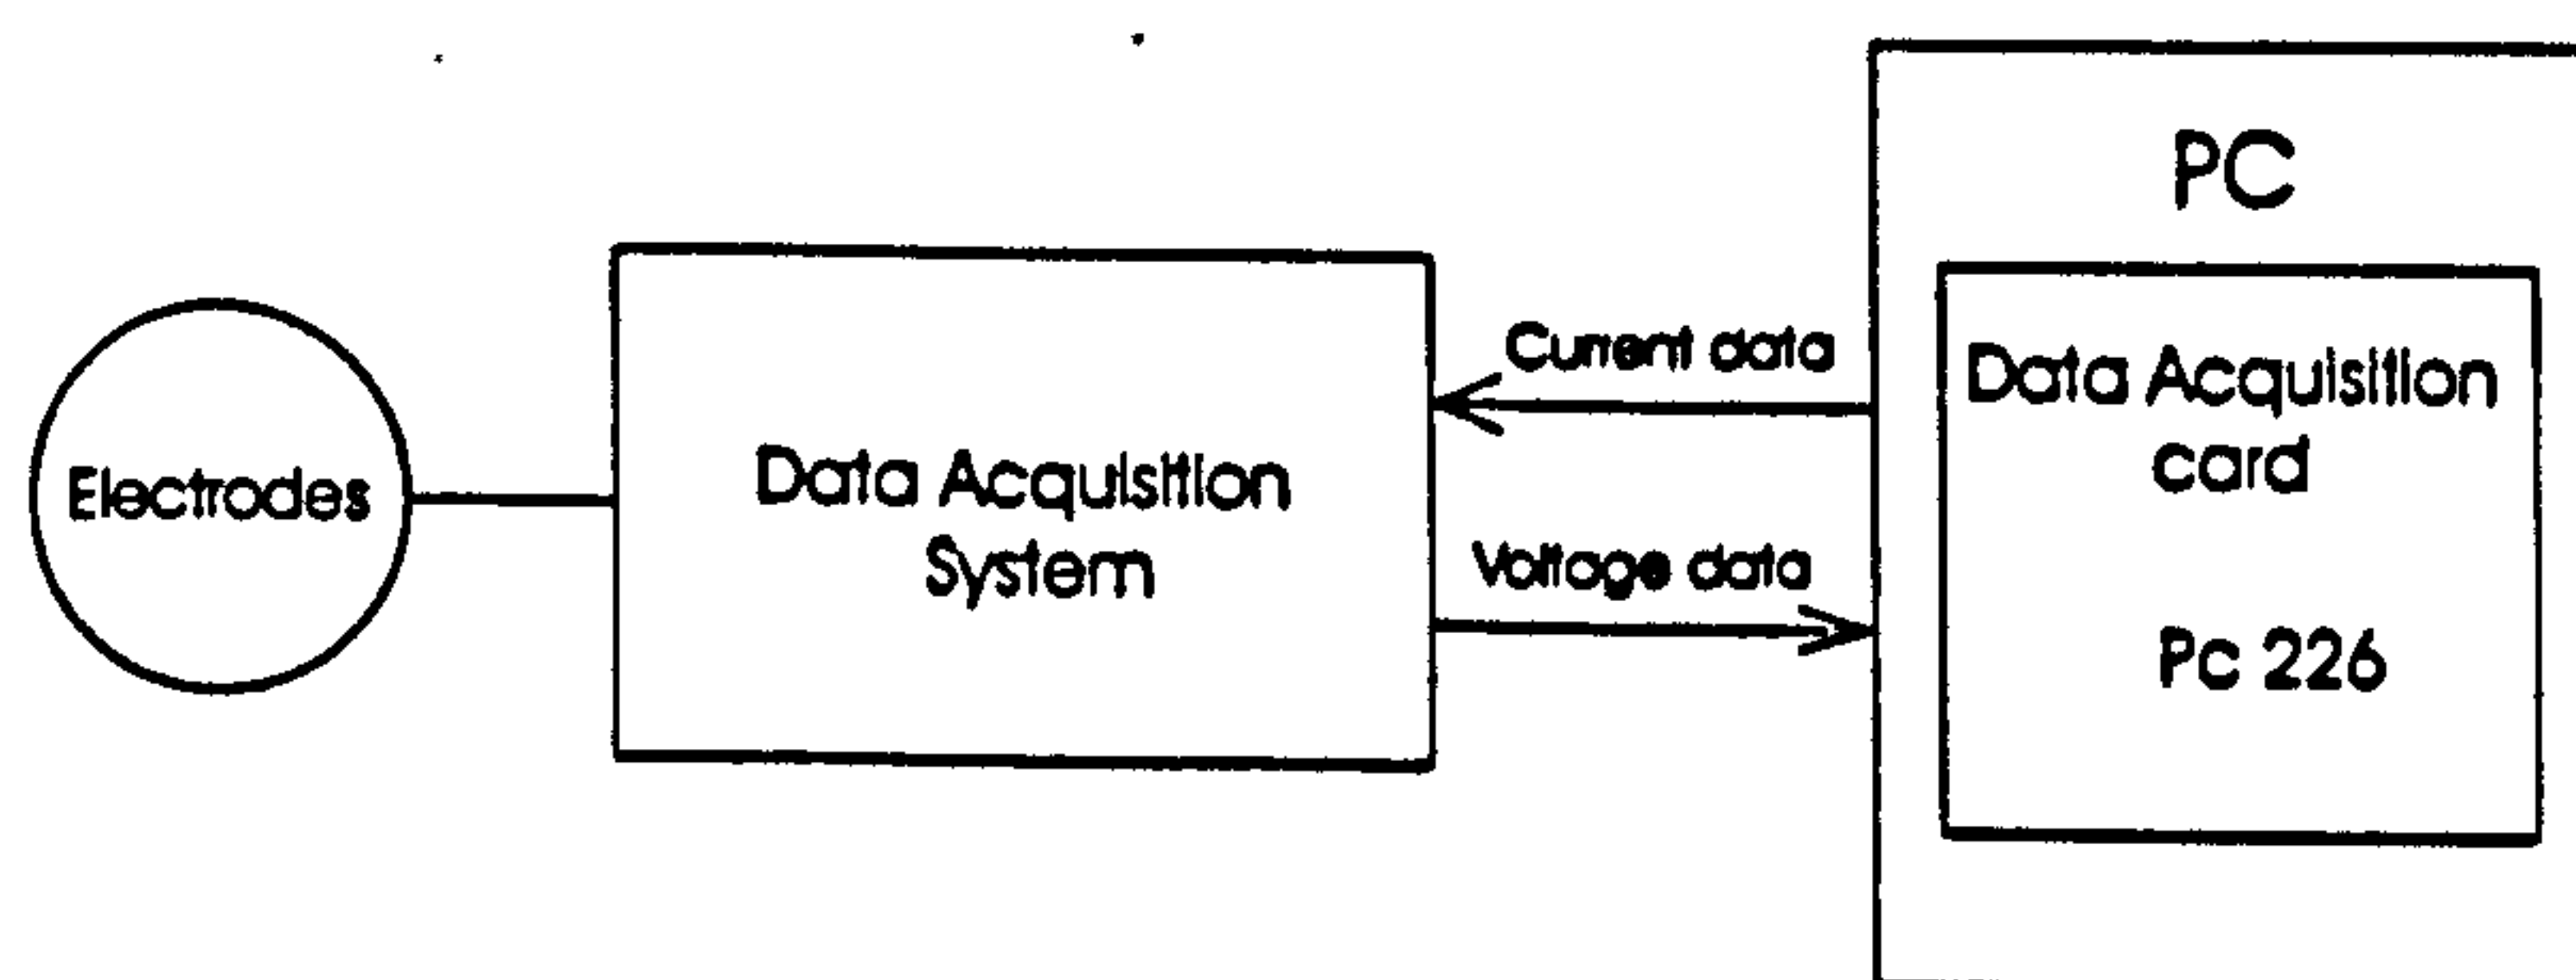 PC
Electrodes
Data Acquisition
System
Current data
Voltage data
Data Acquisition
card
Pc 226